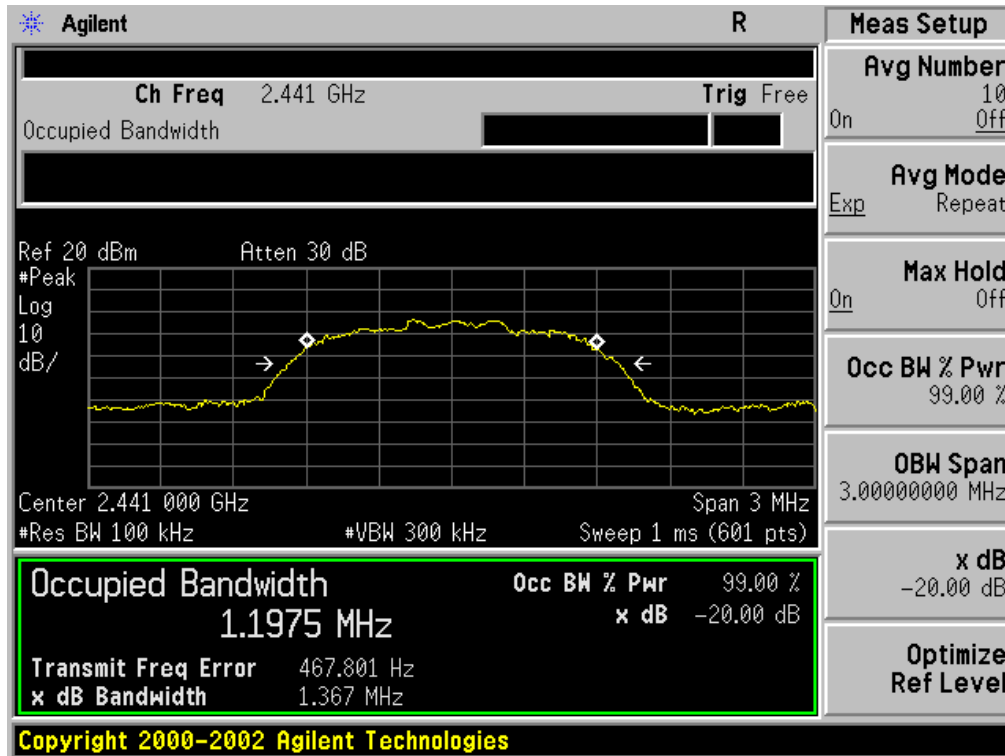 Agilent R
Ch Freq 2.441 GHz Trig Free
Occupied Bandwidth
Ref 20 dBm Atten 30 dB
#Peak
Log
10
dB/
Center 2.441 000 GHz Span 3 MHz
#Res BW 100 kHz #VBW 300 kHz Sweep 1 ms (601 pts)
Occupied Bandwidth
1.1975 MHz
Occ BW % Pwr 99.00 %
x dB -20.00 dB
Transmit Freq Error 467.801 Hz
x dB Bandwidth 1.367 MHz
Copyright 2000-2002 Agilent Technologies
Meas Setup
Avg Number
10
On Off
Avg Mode
Exp Repeat
Max Hold
On Off
Occ BW % Pwr
99.00 %
OBW Span
3.00000000 MHz
x dB
-20.00 dB
Optimize
Ref Level